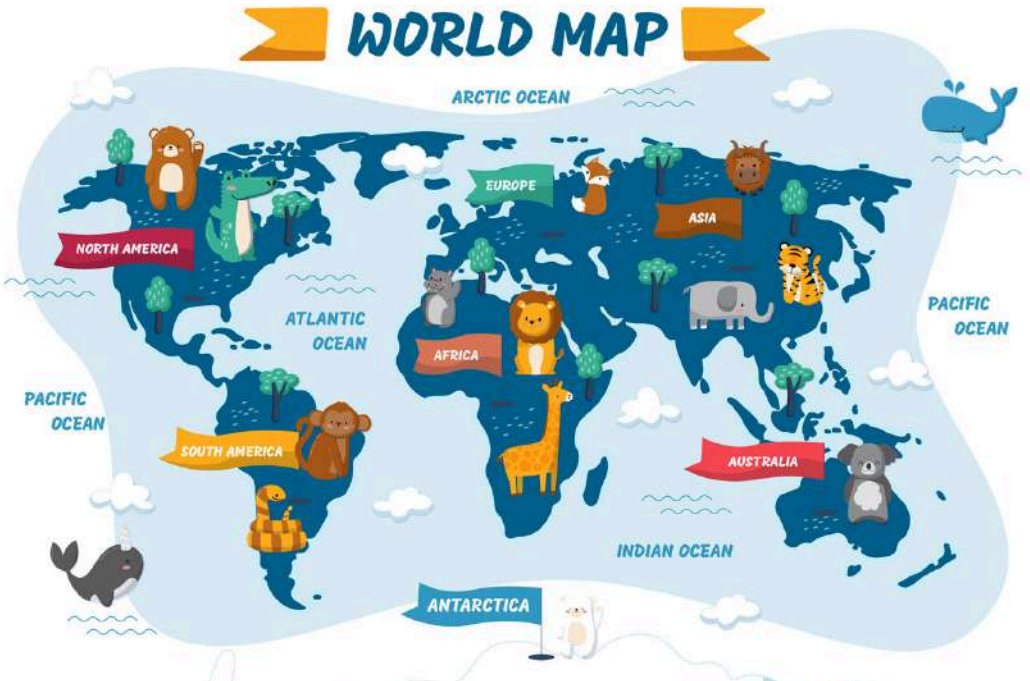 WORLD MAP
ARCTIC OCEAN
EUROPE
ASIA
NORTH AMERICA
ATLANTIC
OCEAN
PACIFIC
OCEAN
AFRICA
PACIFIC
OCEAN
SOUTH AMERICA
AUSTRALIA
INDIAN OCEAN
ANTARCTICA